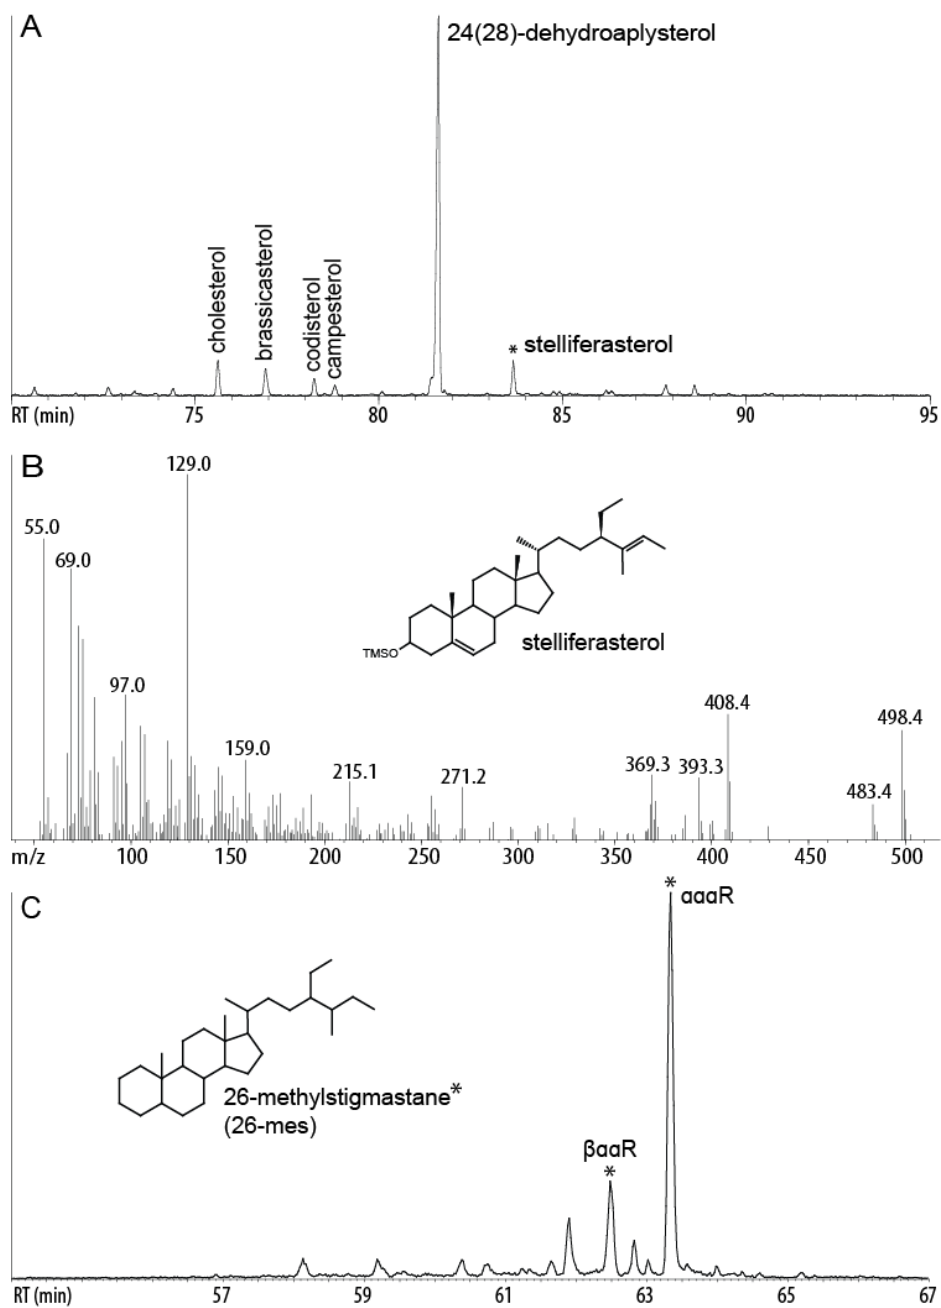 A
24(28)-dehydroaplysterol
cholesterol
brassicasterol
codisterol
campesterol
* stelliferasterol
RT (min) 75 80 85 90 95
B
129.0
55.0
69.0
97.0
159.0
215.1
271.2
369.3
393.3
408.4
483.4
498.4
TMSO
stelliferasterol
m/z 100 150 200 250 300 350 400 450 500
C
* ααα​R
26-methylstigmastane*
(26-mes)
βααR
*
RT (min) 57 59 61 63 65 67